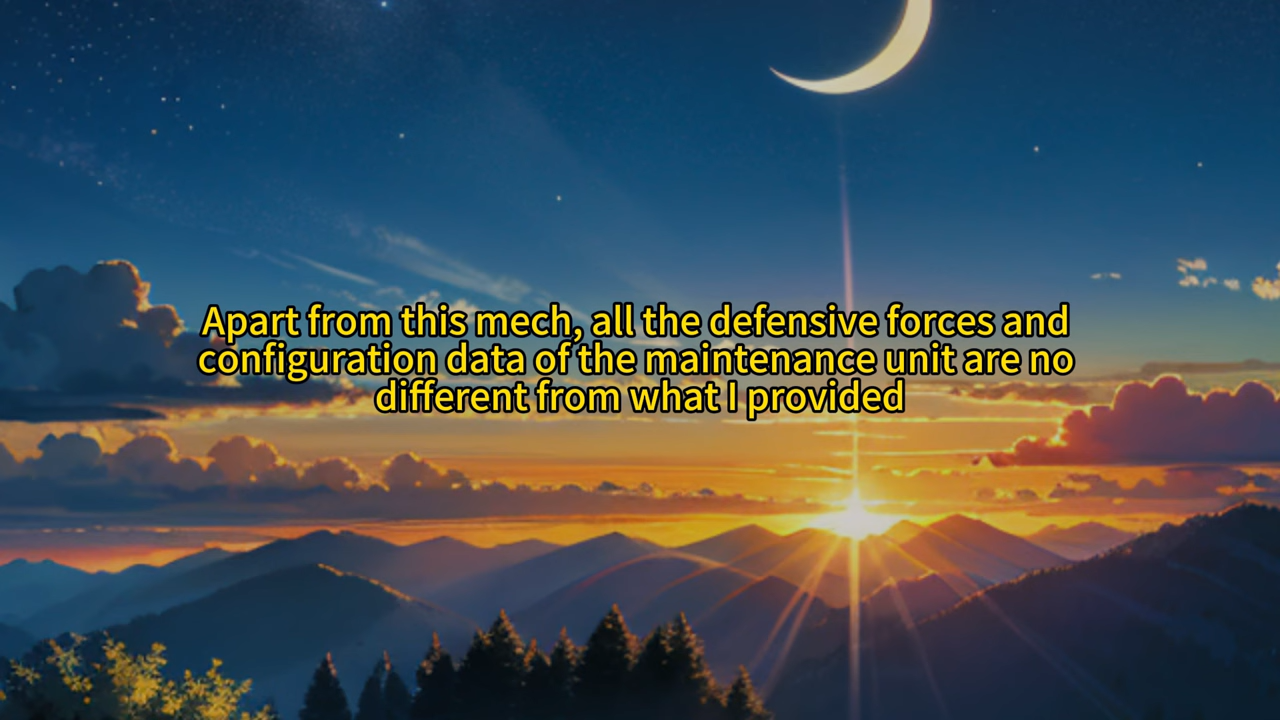 Apart from this mech, all the defensive forces and
configuration data of the maintenance unit are no
different from what I provided